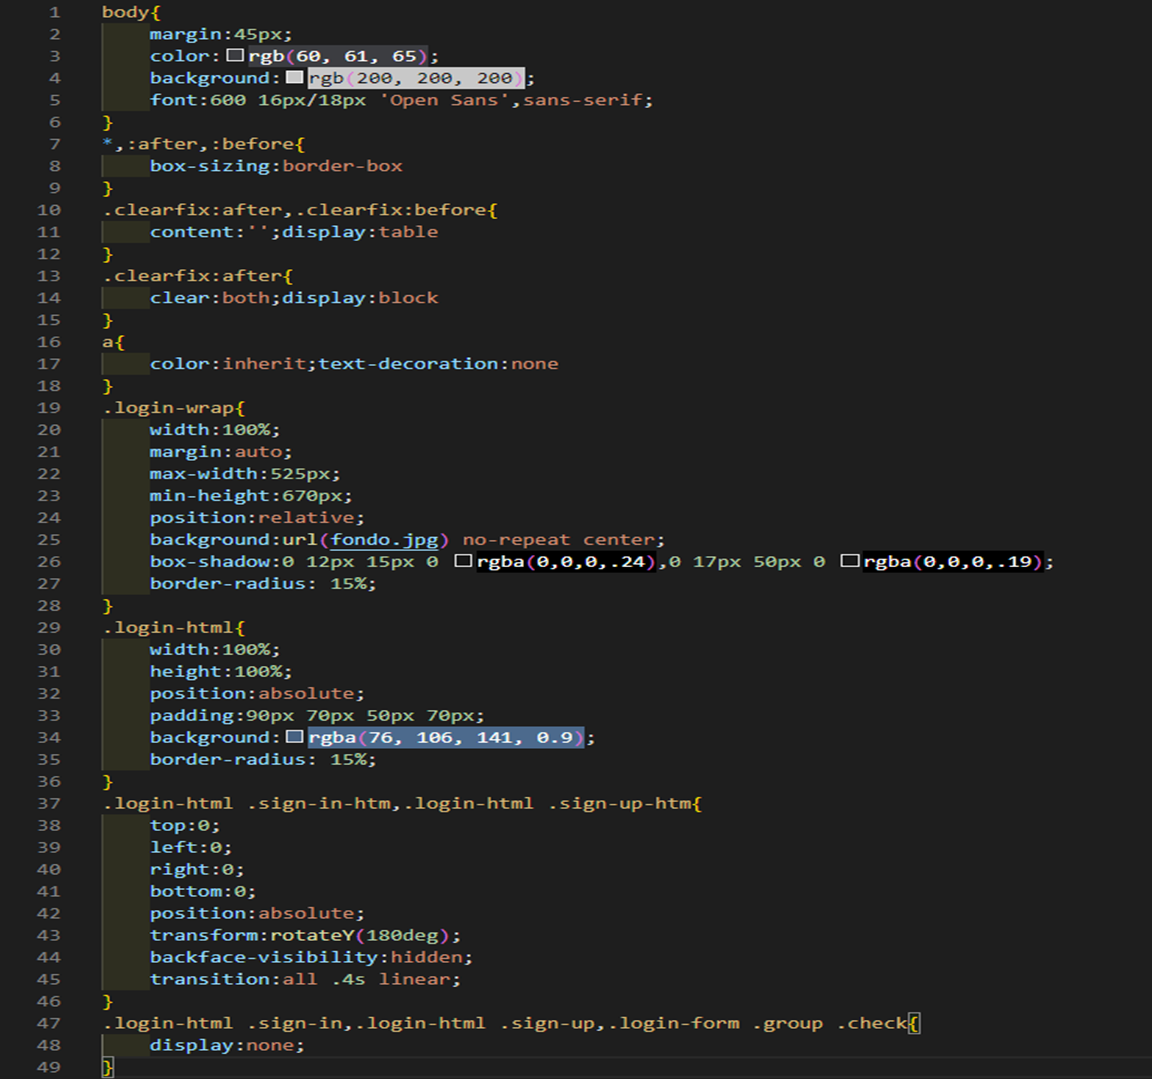 1 body{
2 margin:45px;
3 color: rgb(60, 61, 65);
4 background: rgb(200, 200, 200);
5 font:600 16px/18px 'Open Sans',sans-serif;
6 }
7 *,:after,:before{
8 box-sizing:border-box
9 }
10 .clearfix:after,.clearfix:before{
11 content:'';display:table
12 }
13 .clearfix:after{
14 clear:both;display:block
15 }
16 a{
17 color:inherit;text-decoration:none
18 }
19 .login-wrap{
20 width:100%;
21 margin:auto;
22 max-width:525px;
23 min-height:670px;
24 position:relative;
25 background:url(fondo.jpg) no-repeat center;
26 box-shadow:0 12px 15px 0 rgba(0,0,0,.24),0 17px 50px 0 rgba(0,0,0,.19);
27 border-radius: 15%;
28 }
29 .login-html{
30 width:100%;
31 height:100%;
32 position:absolute;
33 padding:90px 70px 50px 70px;
34 background: rgba(76, 106, 141, 0.9);
35 border-radius: 15%;
36 }
37 .login-html .sign-in-htm,.login-html .sign-up-htm{
38 top:0;
39 left:0;
40 right:0;
41 bottom:0;
42 position:absolute;
43 transform:rotateY(180deg);
44 backface-visibility:hidden;
45 transition:all .4s linear;
46 }
47 .login-html .sign-in,.login-html .sign-up,.login-form .group .check{
48 display:none;
49 }